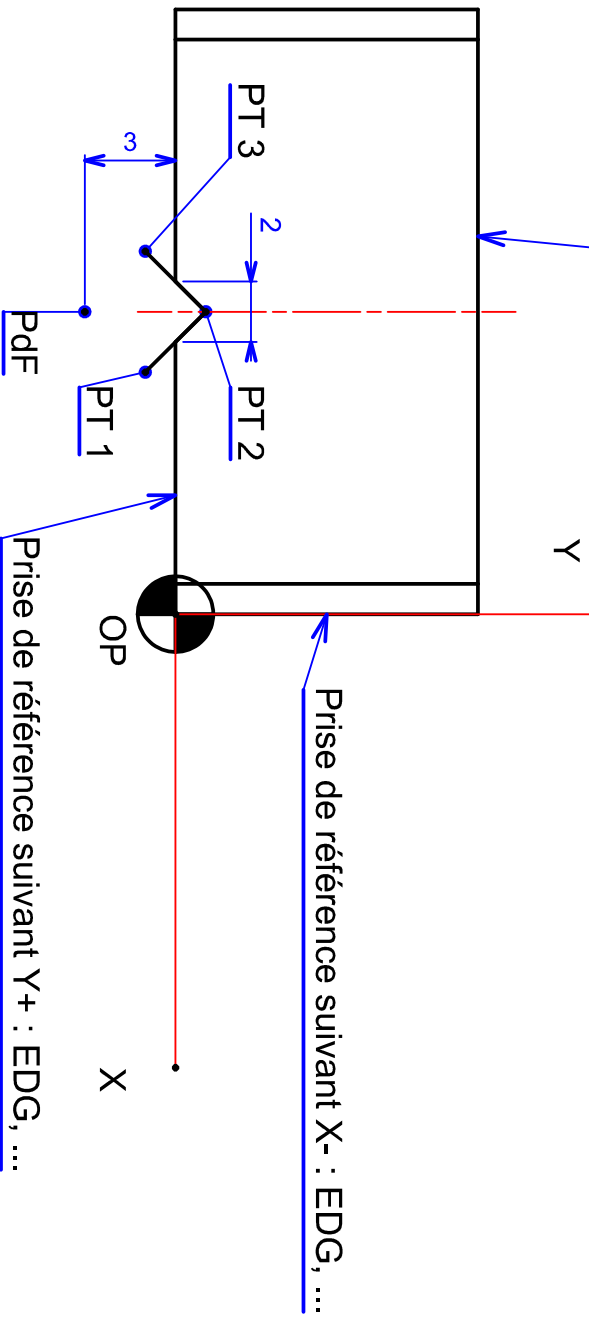 Y
Prise de référence suivant X- : EDG, ...
PT 3
2
PT 2
3
PT 1
PdF
OP
X
Prise de référence suivant Y+ : EDG, ...